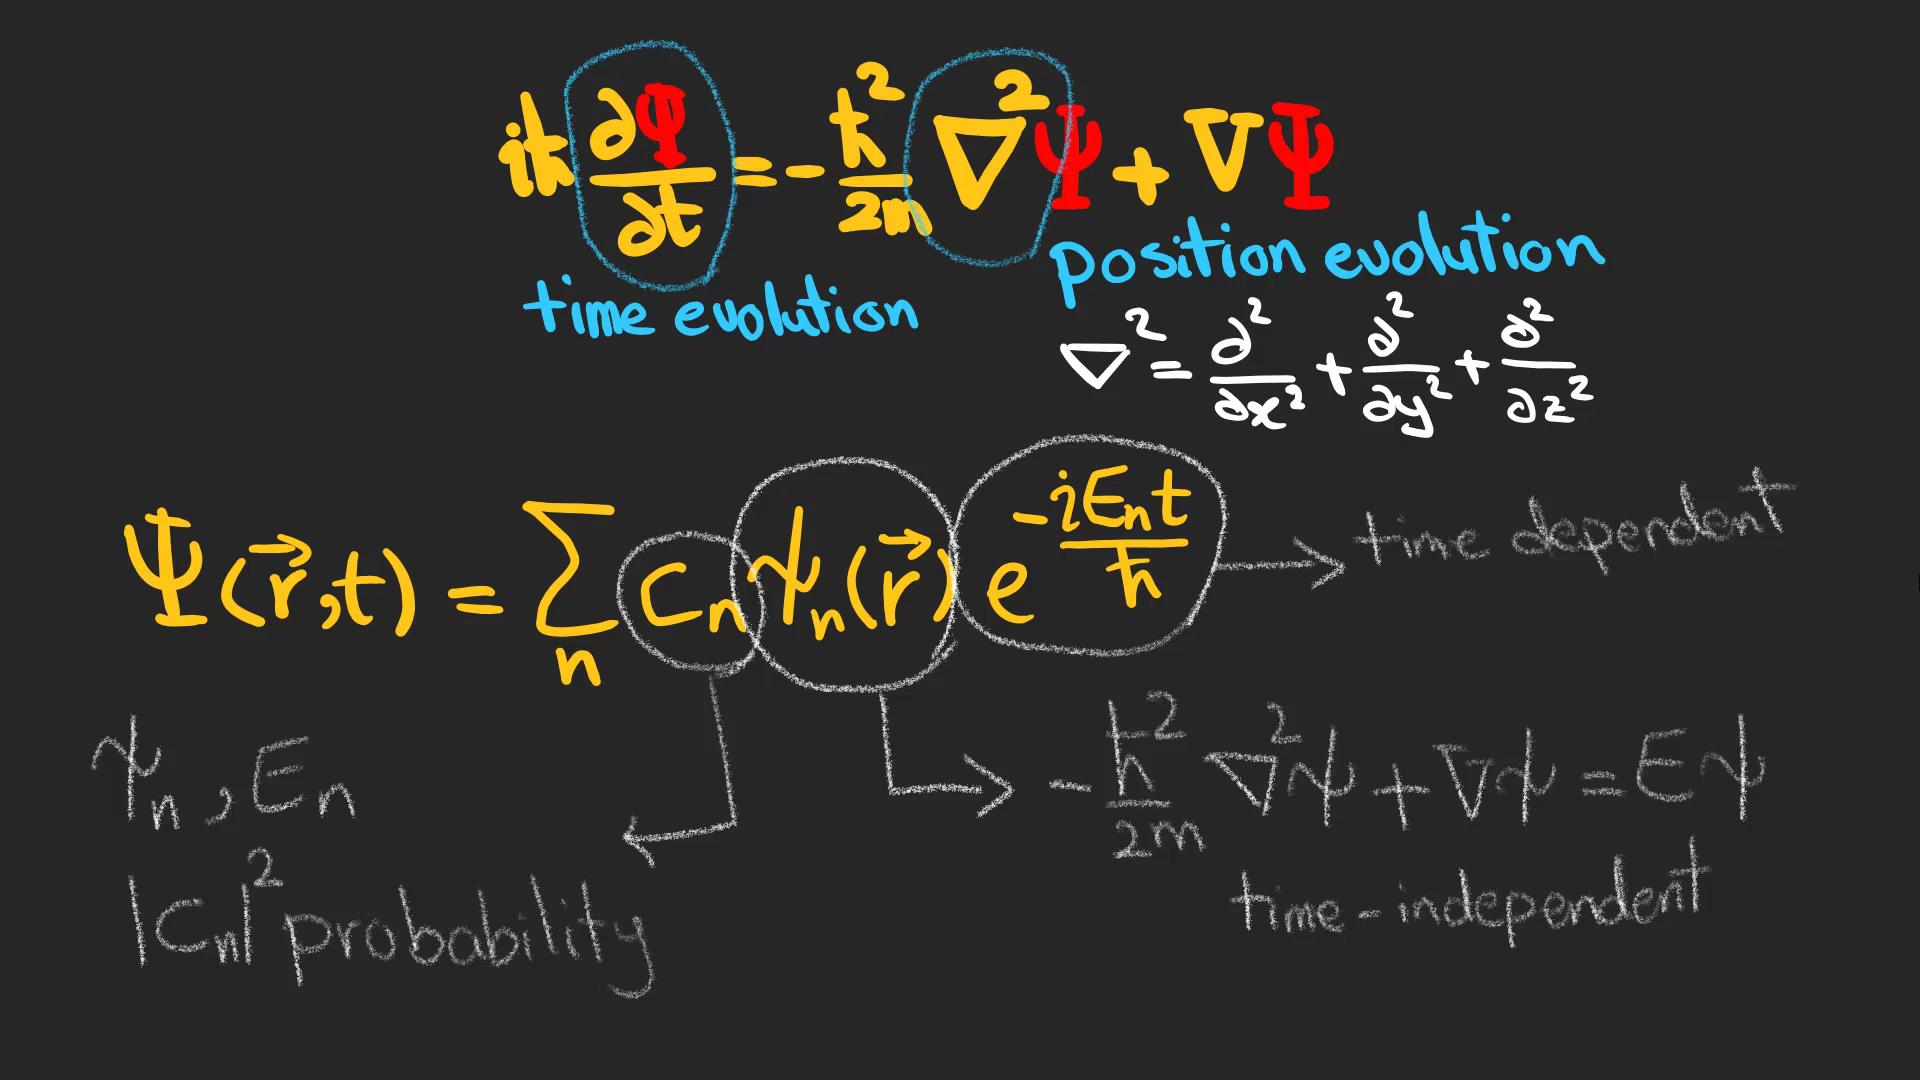 iħ ∂Ψ/∂t = - ħ²/2m ∇²Ψ + VΨ
time evolution
position evolution
∇² = ∂²/∂x² + ∂²/∂y² + ∂²/∂z²
Ψ(r⃗,t) = Σₙ Cₙ ψₙ(r⃗) e^(-iEₙt/ħ) → time dependent
ψₙ, Eₙ
|Cₙ|² probability
- ħ²/2m ∇²ψ + Vψ = Eψ
time-independent